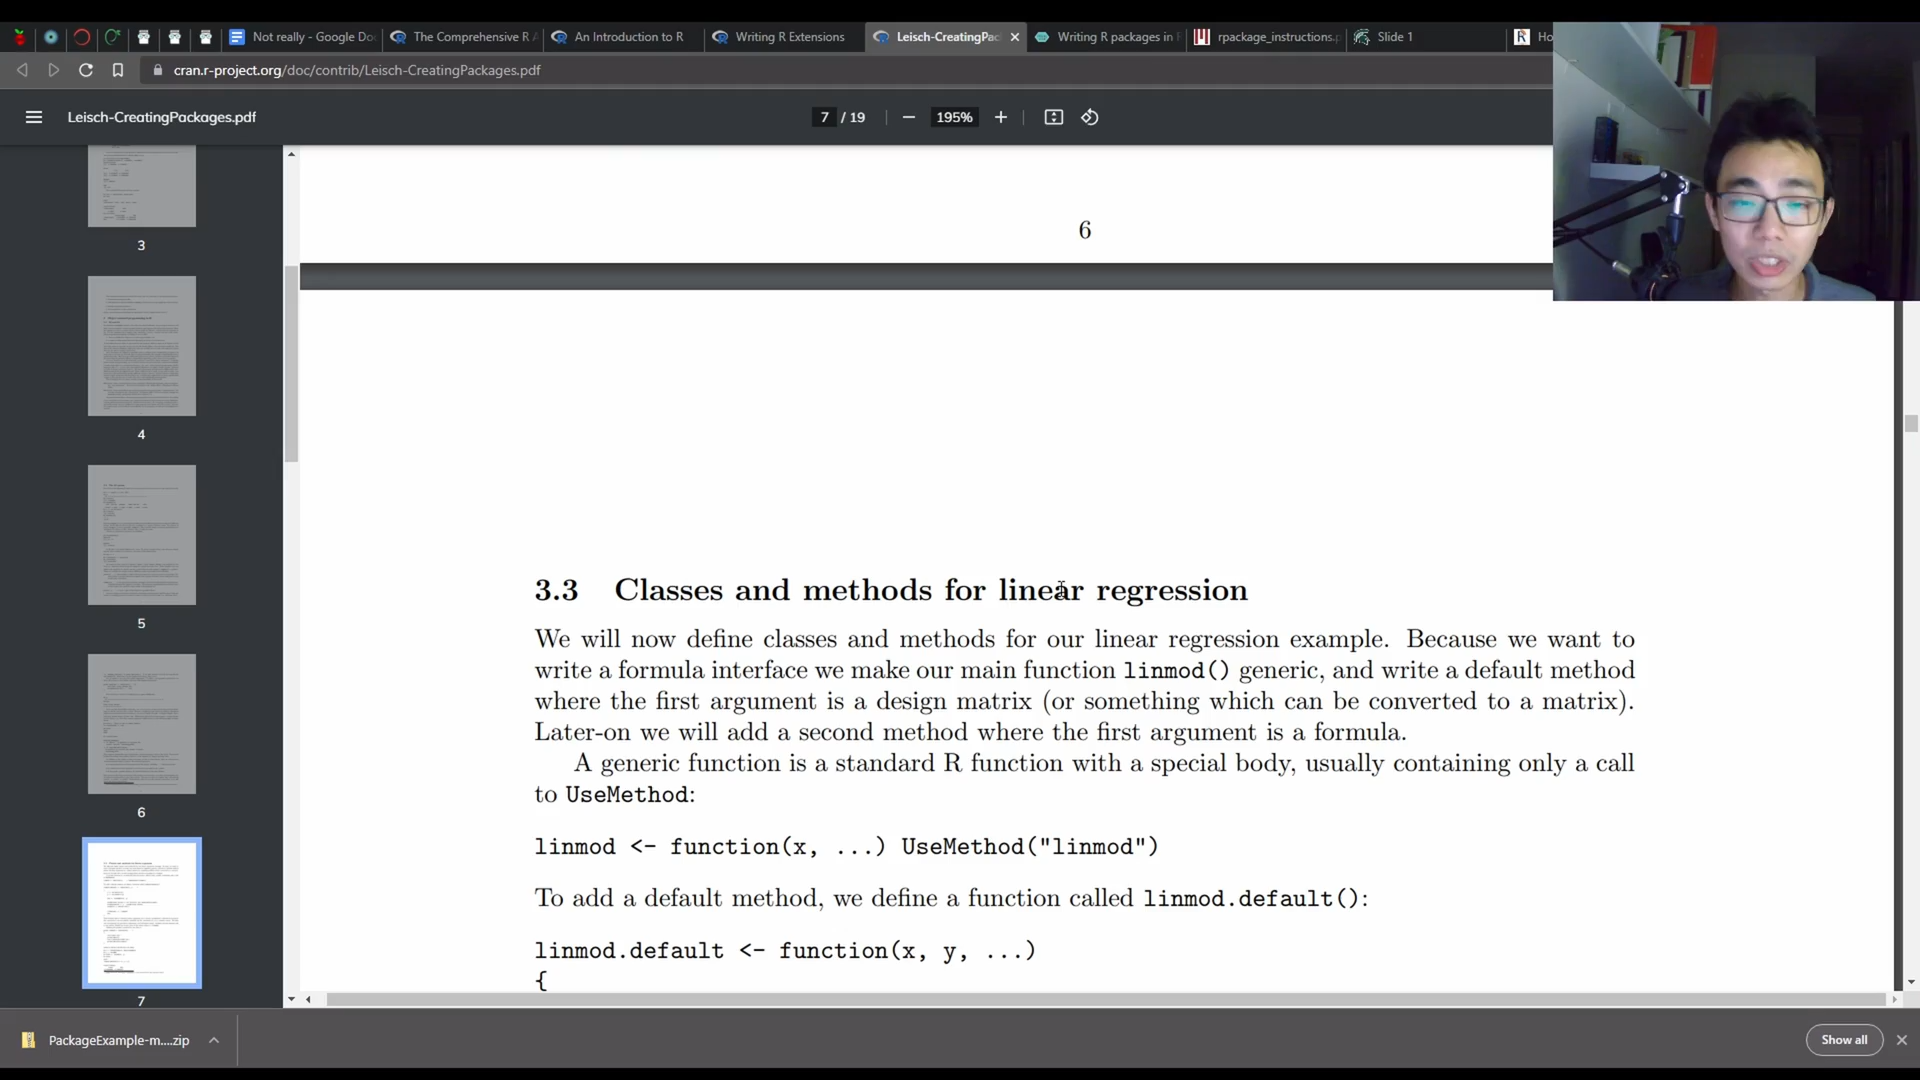 Not really - Google Do
The Comprehensive R A
An Introduction to R
Writing R Extensions
Leisch-CreatingPac
Writing R packages in
rpackage_instructions.p
Slide 1
Ho
cran.r-project.org/doc/contrib/Leisch-CreatingPackages.pdf
Leisch-CreatingPackages.pdf
7 / 19
195%
3
4
5
6
7
6
3.3 Classes and methods for linear regression
We will now define classes and methods for our linear regression example. Because we want to
write a formula interface we make our main function linmod() generic, and write a default method
where the first argument is a design matrix (or something which can be converted to a matrix).
Later-on we will add a second method where the first argument is a formula.
A generic function is a standard R function with a special body, usually containing only a call
to UseMethod:
linmod <- function(x, ...) UseMethod("linmod")
To add a default method, we define a function called linmod.default():
linmod.default <- function(x, y, ...)
{
PackageExample-m....zip
Show all